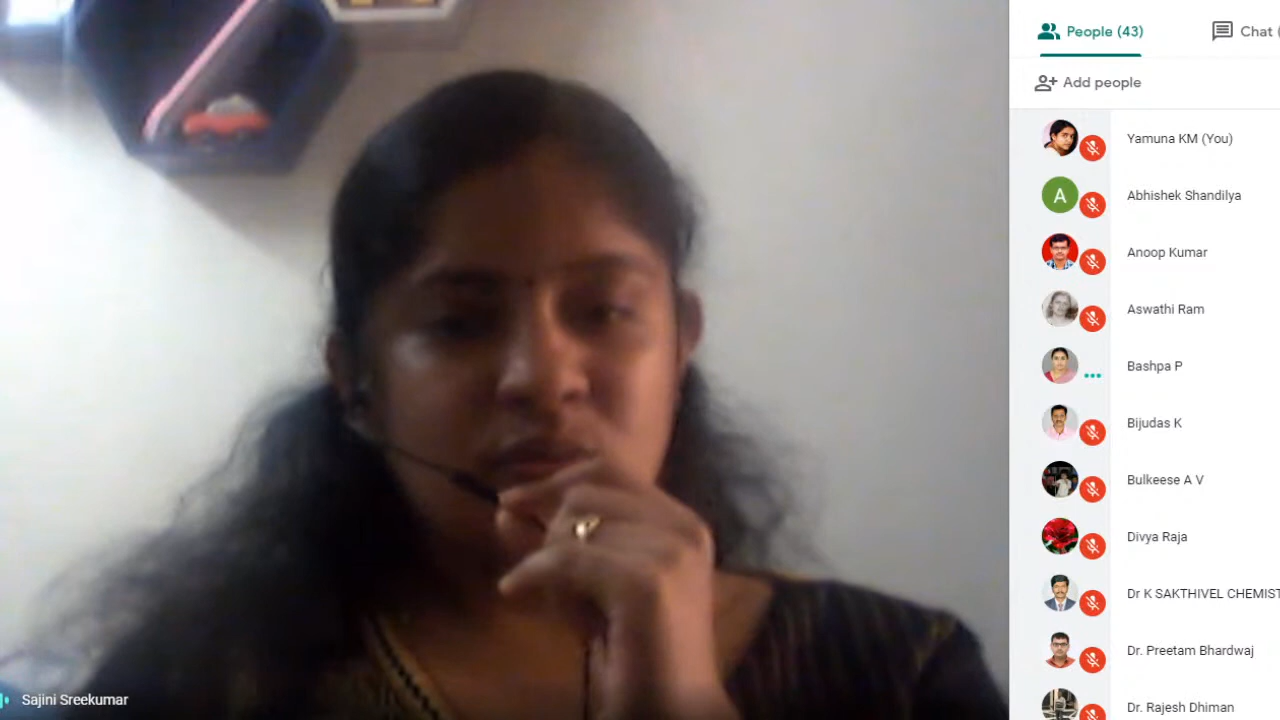 People (43)
Chat (
Add people
Yamuna KM (You)
A
Abhishek Shandilya
Anoop Kumar
Aswathi Ram
Bashpa P
Bijudas K
Bulkeese A V
Divya Raja
Dr K SAKTHIVEL CHEMIST
Dr. Preetam Bhardwaj
Dr. Rajesh Dhiman
Sajini Sreekumar